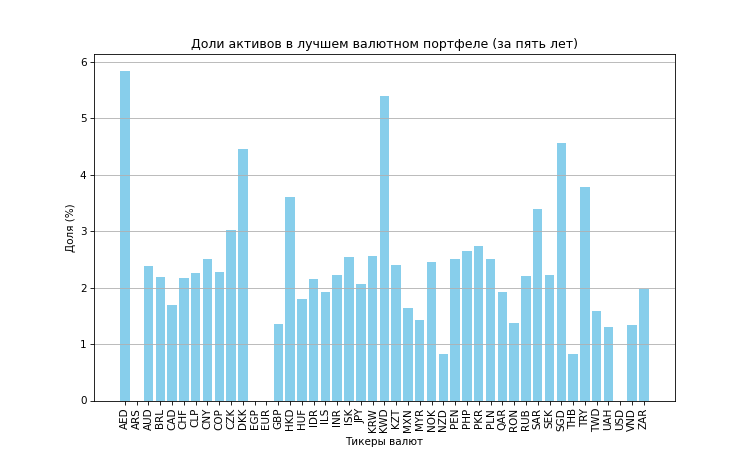 Доли активов в лучшем валютном портфеле (за пять лет)
Доля (%)
6
5
4
3
2
1
0
AED ARS AUD BRL CAD CHF CLP CNY COP CZK DKK EGP EUR GBP HKD HUF IDR ILS INR ISK JPY KRW KWD KZT MXN MYR NOK NZD PEN PHP PKR PLN QAR RON RUB SAR SEK SGD THB TRY TWD UAH USD VND ZAR
Тикеры валют